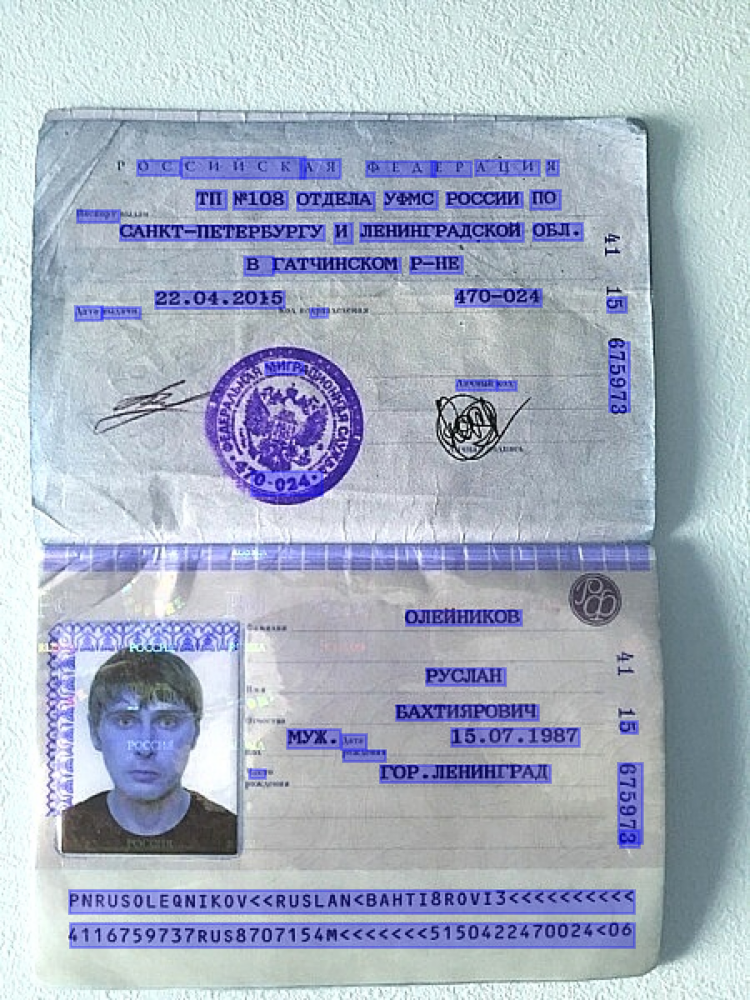 РОССИЙСКАЯ ФЕДЕРАЦИЯ
Паспорт выдан
ТП №108 ОТДЕЛА УФМС РОССИИ ПО
САНКТ-ПЕТЕРБУРГУ И ЛЕНИНГРАДСКОЙ ОБЛ.
В ГАТЧИНСКОМ Р-НЕ
Дата выдачи 22.04.2015 Код подразделения 470-024
41 15 675973
Личный код
Личная подпись
ФЕДЕРАЛЬНАЯ МИГРАЦИОННАЯ СЛУЖБА
470-024
Фамилия ОЛЕЙНИКОВ
Имя РУСЛАН
Отчество БАХТИЯРОВИЧ
Пол МУЖ. Дата рождения 15.07.1987
Место рождения ГОР.ЛЕНИНГРАД
41 15 675973
РОССИЯ
РОССИЯ
РОССИЯ
PNRUSOLEQNIKOV<<RUSLAN<BAHTI8ROVI3<<<<<<<<<<
4116759737RUS8707154M<<<<<<<5150422470024<06